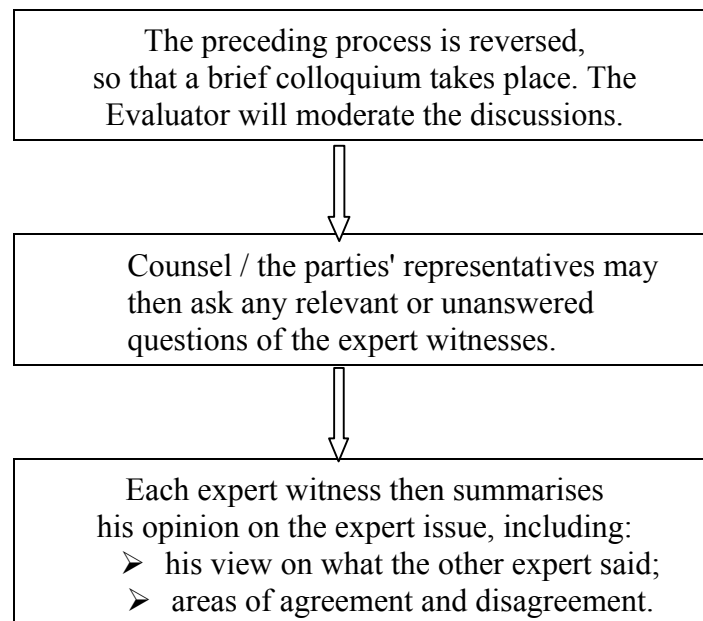 The preceding process is reversed,
so that a brief colloquium takes place. The
Evaluator will moderate the discussions.
Counsel / the parties' representatives may
then ask any relevant or unanswered
questions of the expert witnesses.
Each expert witness then summarises
his opinion on the expert issue, including:
➢ his view on what the other expert said;
➢ areas of agreement and disagreement.